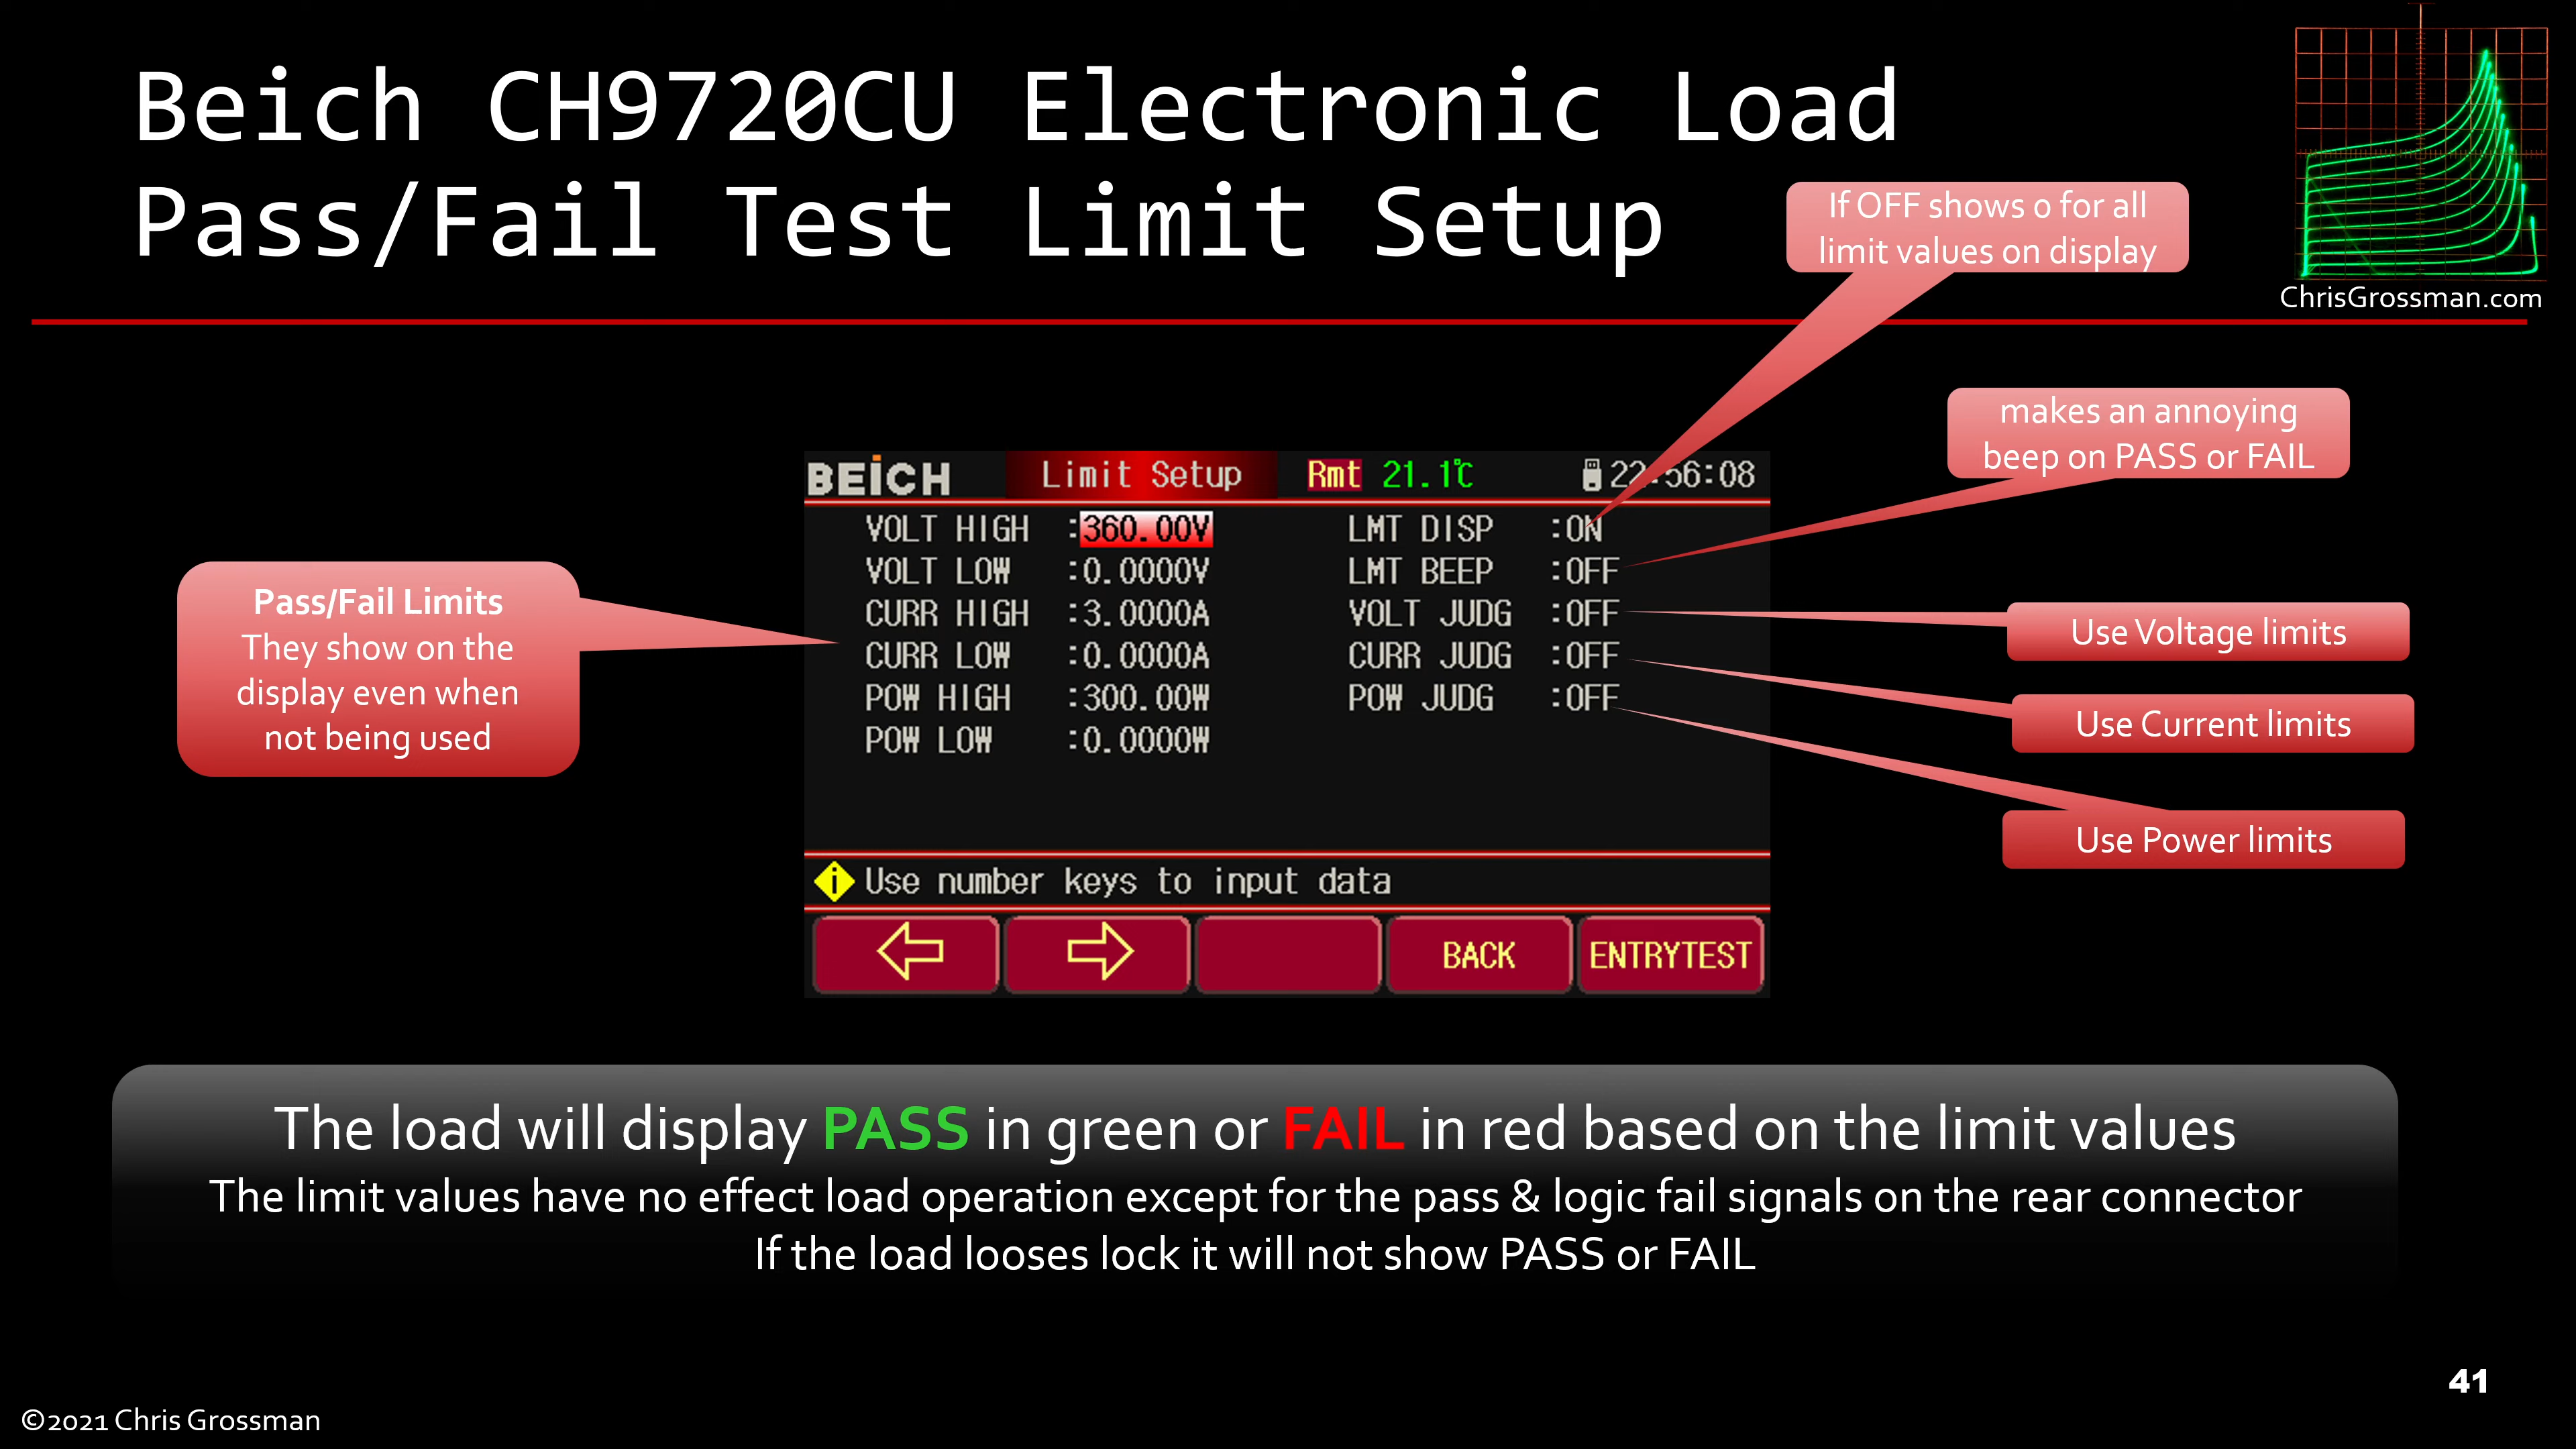 Beich CH9720CU Electronic Load
Pass/Fail Test Limit Setup
ChrisGrossman.com
If OFF shows 0 for all
limit values on display
makes an annoying
beep on PASS or FAIL
Pass/Fail Limits
They show on the
display even when
not being used
BEICH Limit Setup Rmt 21.1℃ 22:56:08
VOLT HIGH :360.00V LMT DISP :ON
VOLT LOW :0.0000V LMT BEEP :OFF
CURR HIGH :3.0000A VOLT JUDG :OFF
CURR LOW :0.0000A CURR JUDG :OFF
POW HIGH :300.00W POW JUDG :OFF
POW LOW :0.0000W
Use number keys to input data
BACK ENTRYTEST
Use Voltage limits
Use Current limits
Use Power limits
The load will display PASS in green or FAIL in red based on the limit values
The limit values have no effect load operation except for the pass & logic fail signals on the rear connector
If the load looses lock it will not show PASS or FAIL
41
©2021 Chris Grossman